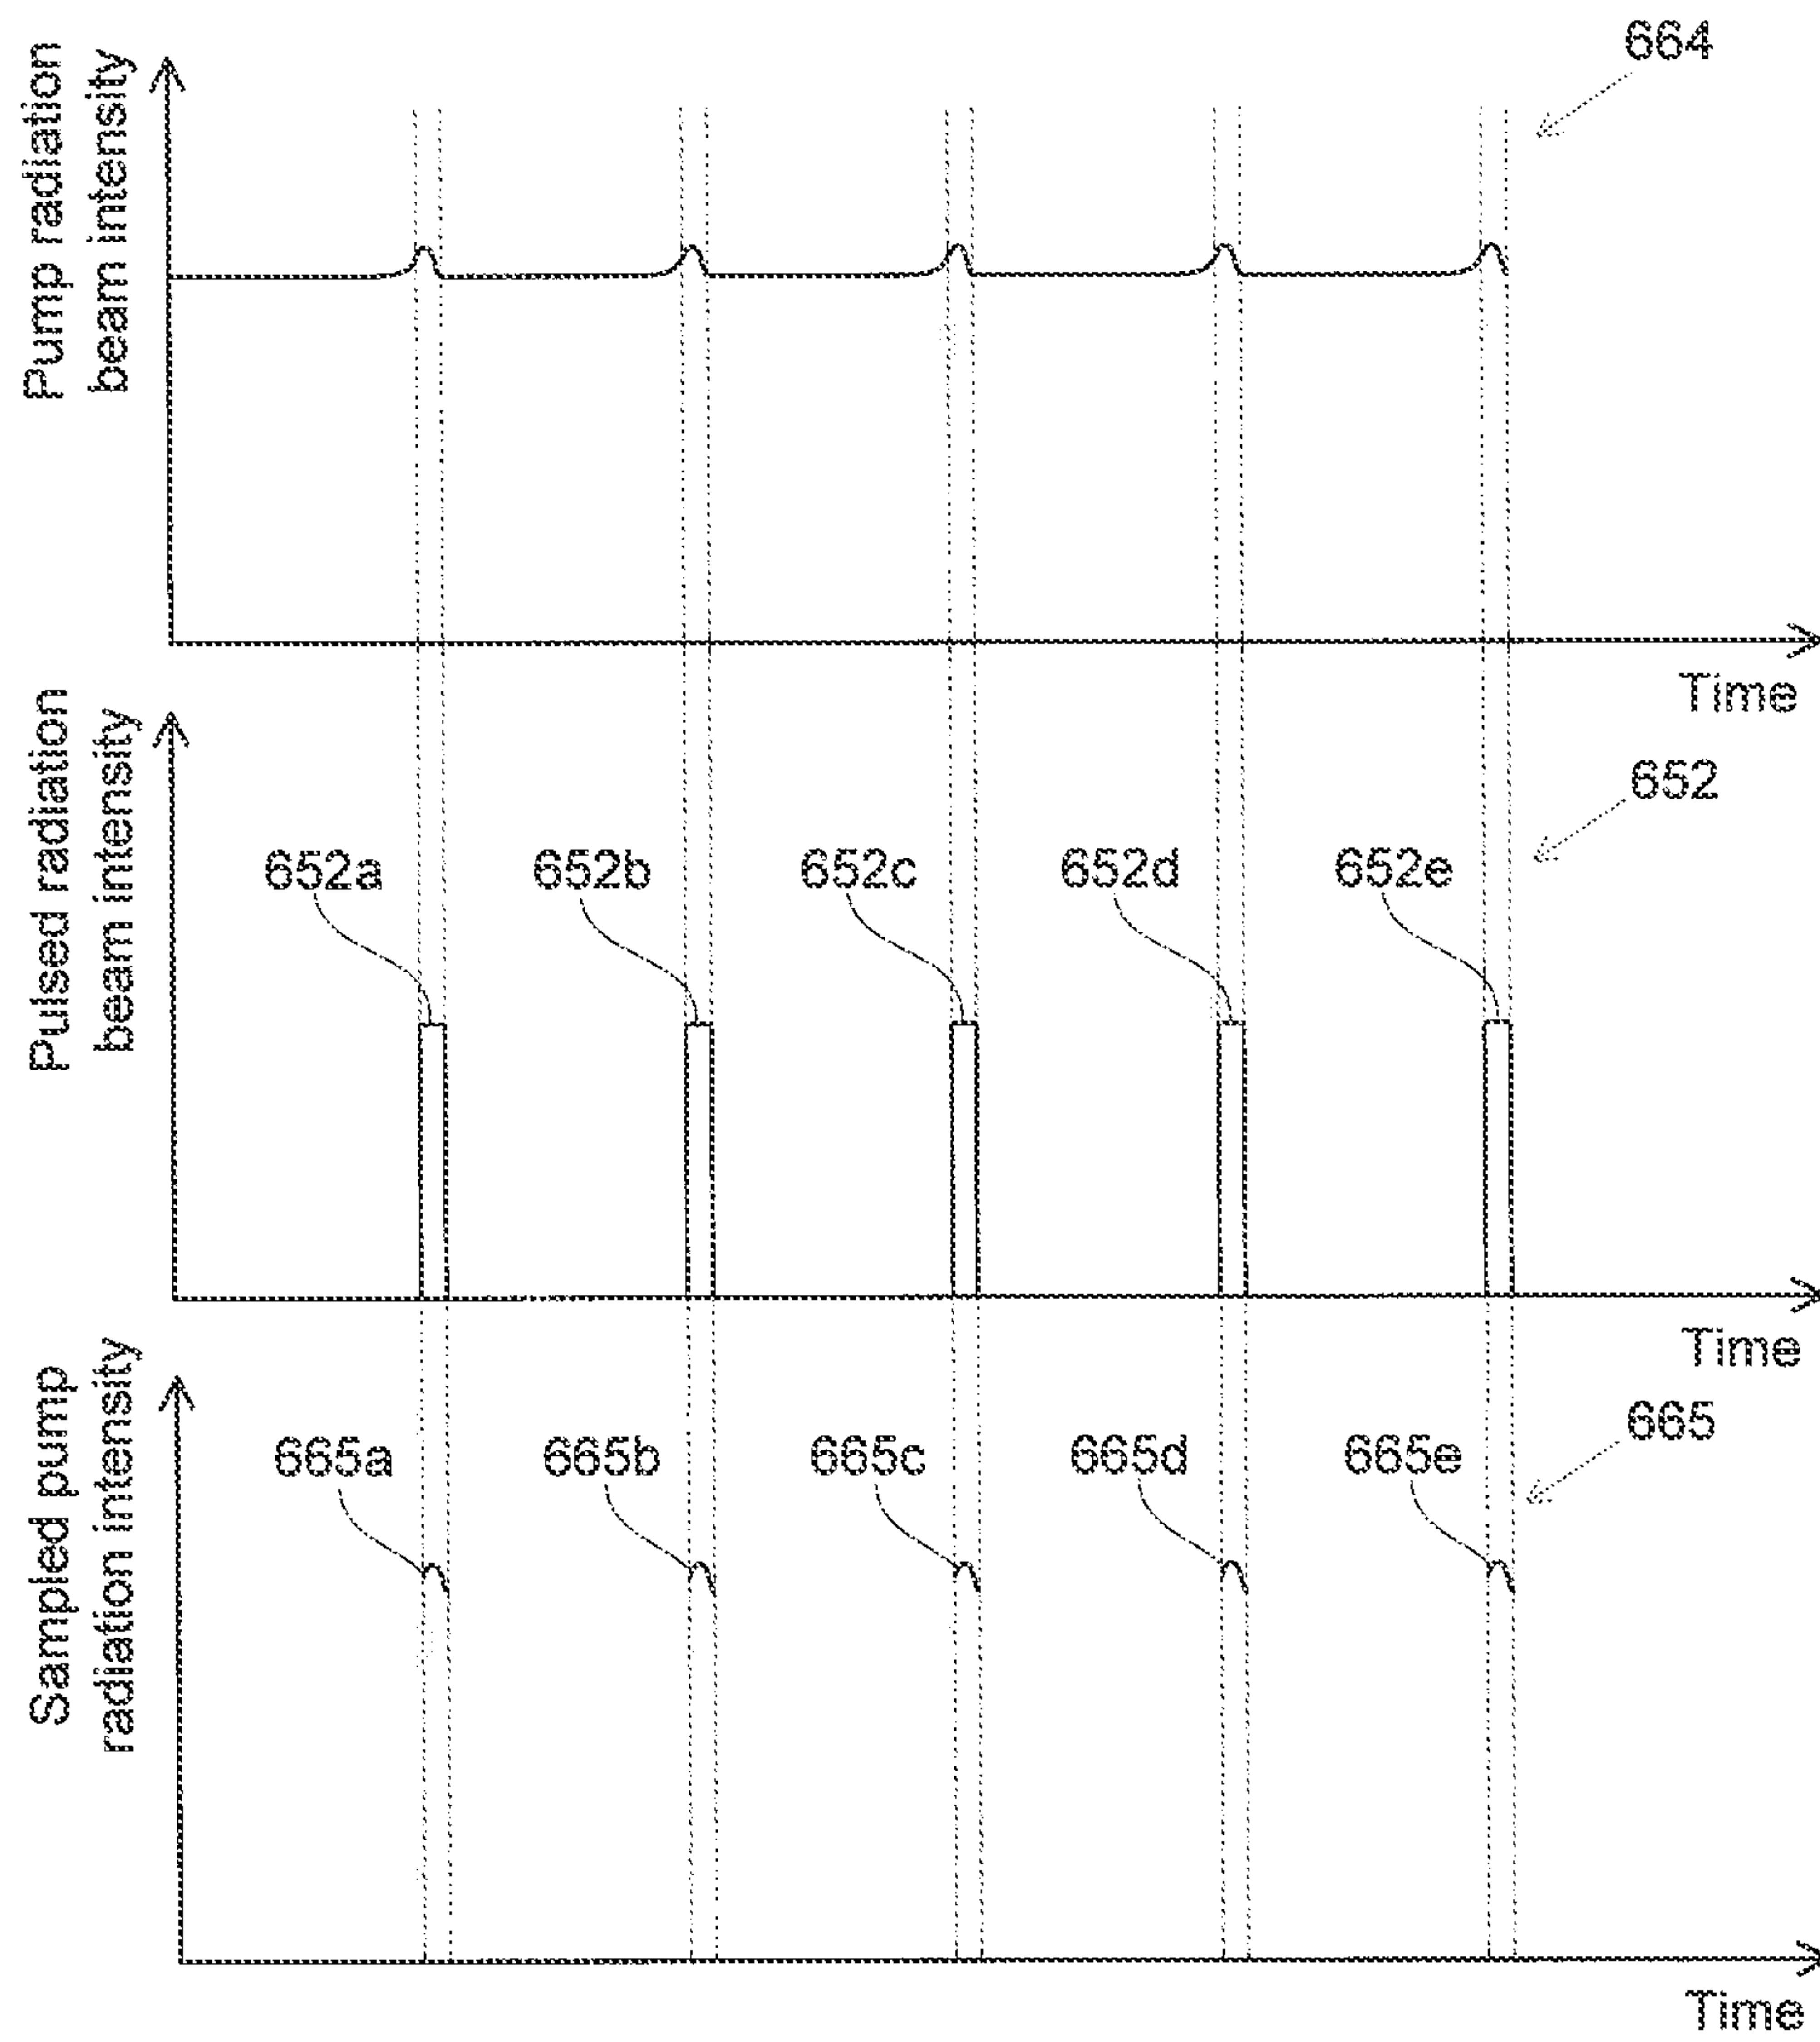 664
Pump radiation
beam intensity
Time
Pulsed radiation
beam intensity
652
652a
652b
652c
652d
652e
Time
Sampled pump
radiation intensity
665
665a
665b
665c
665d
665e
Time